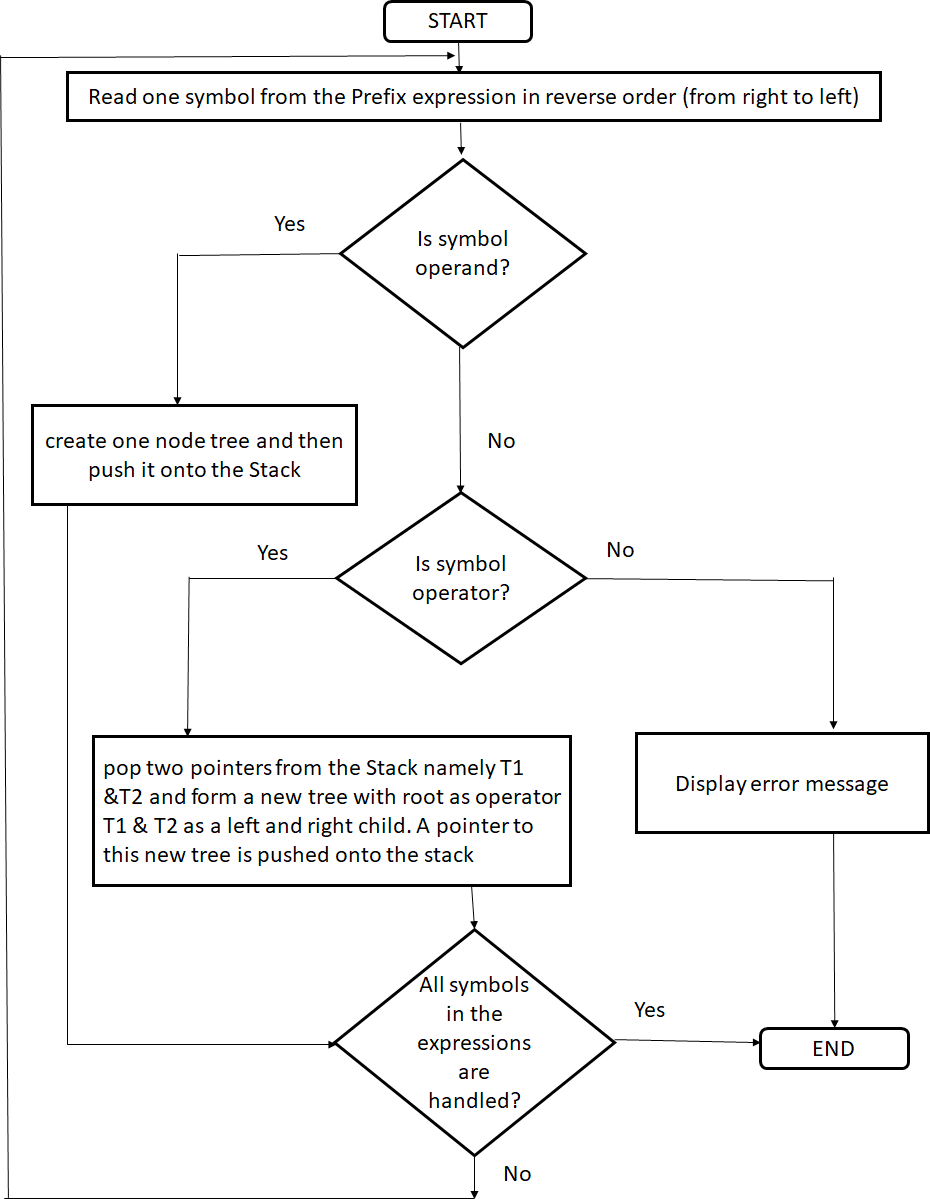 START
Read one symbol from the Prefix expression in reverse order (from right to left)
Yes
Is symbol
operand?
create one node tree and then
push it onto the Stack
No
Yes
No
Is symbol
operator?
pop two pointers from the Stack namely T1
&T2 and form a new tree with root as operator
T1 & T2 as a left and right child. A pointer to
this new tree is pushed onto the stack
Display error message
All symbols
in the
expressions
are
handled?
Yes
END
No